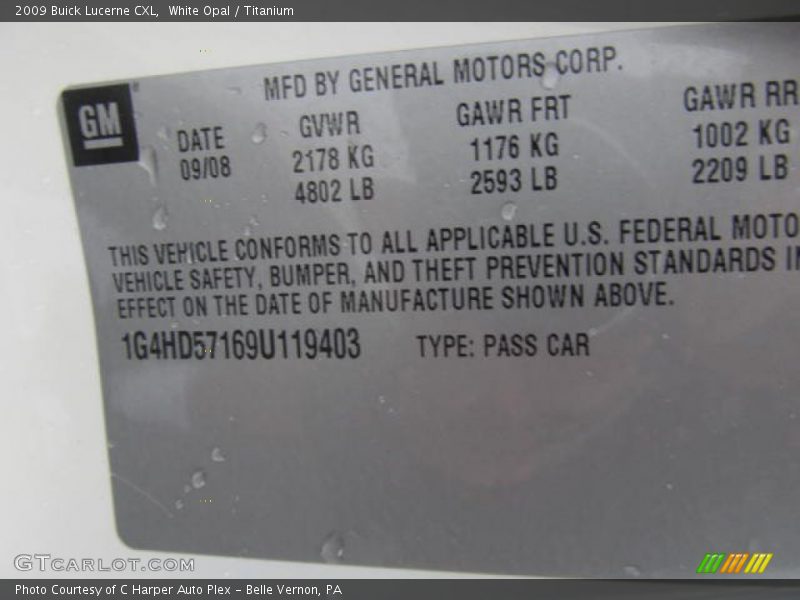 2009 Buick Lucerne CXL, White Opal / Titanium
MFD BY GENERAL MOTORS CORP.
GM
DATE GVWR GAWR FRT GAWR RR
09/08 2178 KG 1176 KG 1002 KG
4802 LB 2593 LB 2209 LB
THIS VEHICLE CONFORMS TO ALL APPLICABLE U.S. FEDERAL MOTO
VEHICLE SAFETY, BUMPER, AND THEFT PREVENTION STANDARDS IN
EFFECT ON THE DATE OF MANUFACTURE SHOWN ABOVE.
1G4HD57169U119403 TYPE: PASS CAR
GTCARLOT.COM
Photo Courtesy of C Harper Auto Plex - Belle Vernon, PA